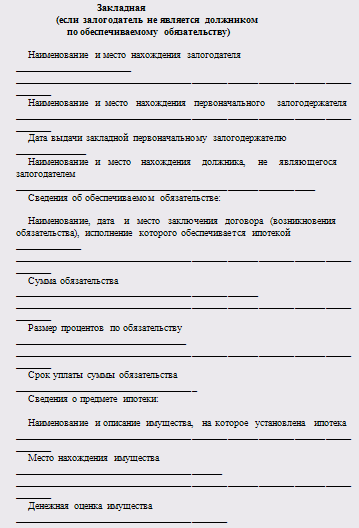 Закладная
(если залогодатель не является должником
по обеспечиваемому обязательству)
Наименование и место нахождения залогодателя
Наименование и место нахождения первоначального залогодержателя
Дата выдачи закладной первоначальному залогодержателю
Наименование и место нахождения должника, не являющегося
залогодателем
Сведения об обеспечиваемом обязательстве:
Наименование, дата и место заключения договора (возникновения
обязательства), исполнение которого обеспечивается ипотекой
Сумма обязательства
Размер процентов по обязательству
Срок уплаты суммы обязательства
Сведения о предмете ипотеки:
Наименование и описание имущества, на которое установлена ипотека
Место нахождения имущества
Денежная оценка имущества